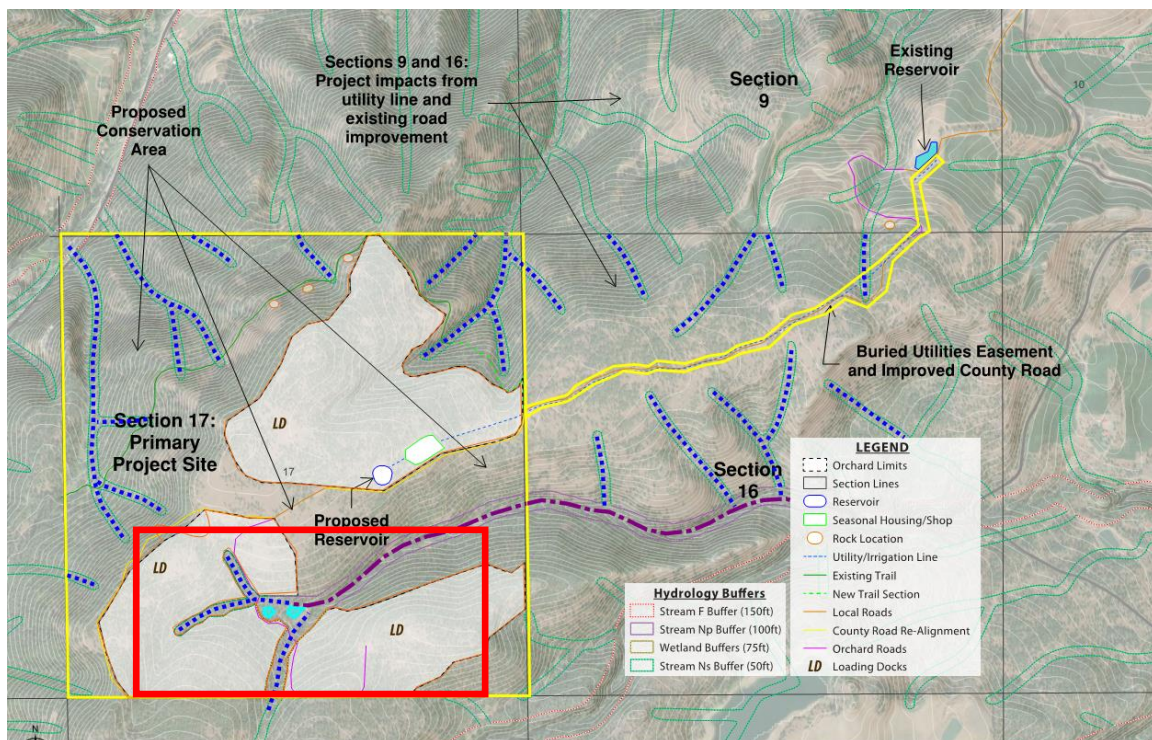 Sections 9 and 16:
Project impacts from
utility line and
existing road
improvement
Section
9
Existing
Reservoir
10
Proposed
Conservation
Area
Buried Utilities Easement
and Improved County Road
Section 17:
Primary
Project Site
LD
17
Proposed
Reservoir
Section
16
LD
LD
LEGEND
Orchard Limits
Section Lines
Reservoir
Seasonal Housing/Shop
Rock Location
Utility/Irrigation Line
Existing Trail
New Trail Section
Local Roads
County Road Re-Alignment
Orchard Roads
LD Loading Docks
Hydrology Buffers
Stream F Buffer (150ft)
Stream Np Buffer (100ft)
Wetland Buffers (75ft)
Stream Ns Buffer (50ft)
N